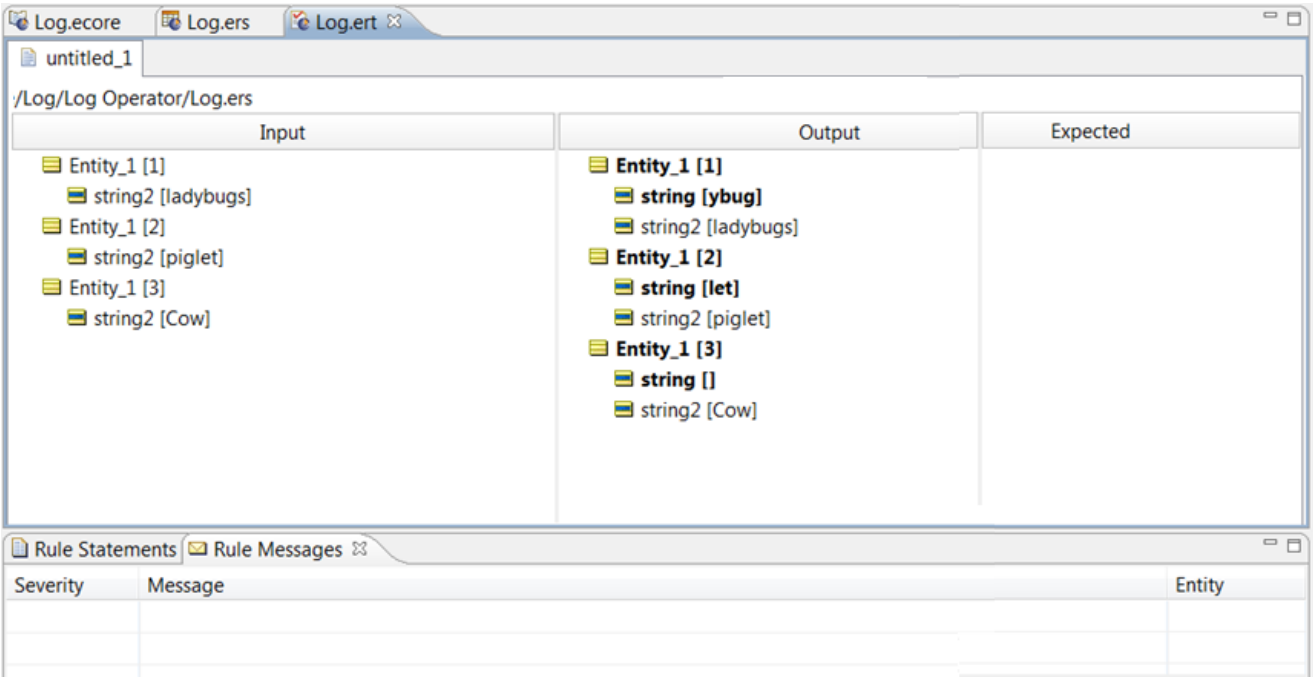 Log.ecore Log.ers Log.ert
untitled_1
/Log/Log Operator/Log.ers
Input Output Expected
Entity_1 [1] Entity_1 [1]
string2 [ladybugs] string [ybug]
Entity_1 [2] string2 [ladybugs]
string2 [piglet] Entity_1 [2]
Entity_1 [3] string [let]
string2 [Cow] string2 [piglet]
Entity_1 [3]
string []
string2 [Cow]
Rule Statements Rule Messages
Severity Message Entity